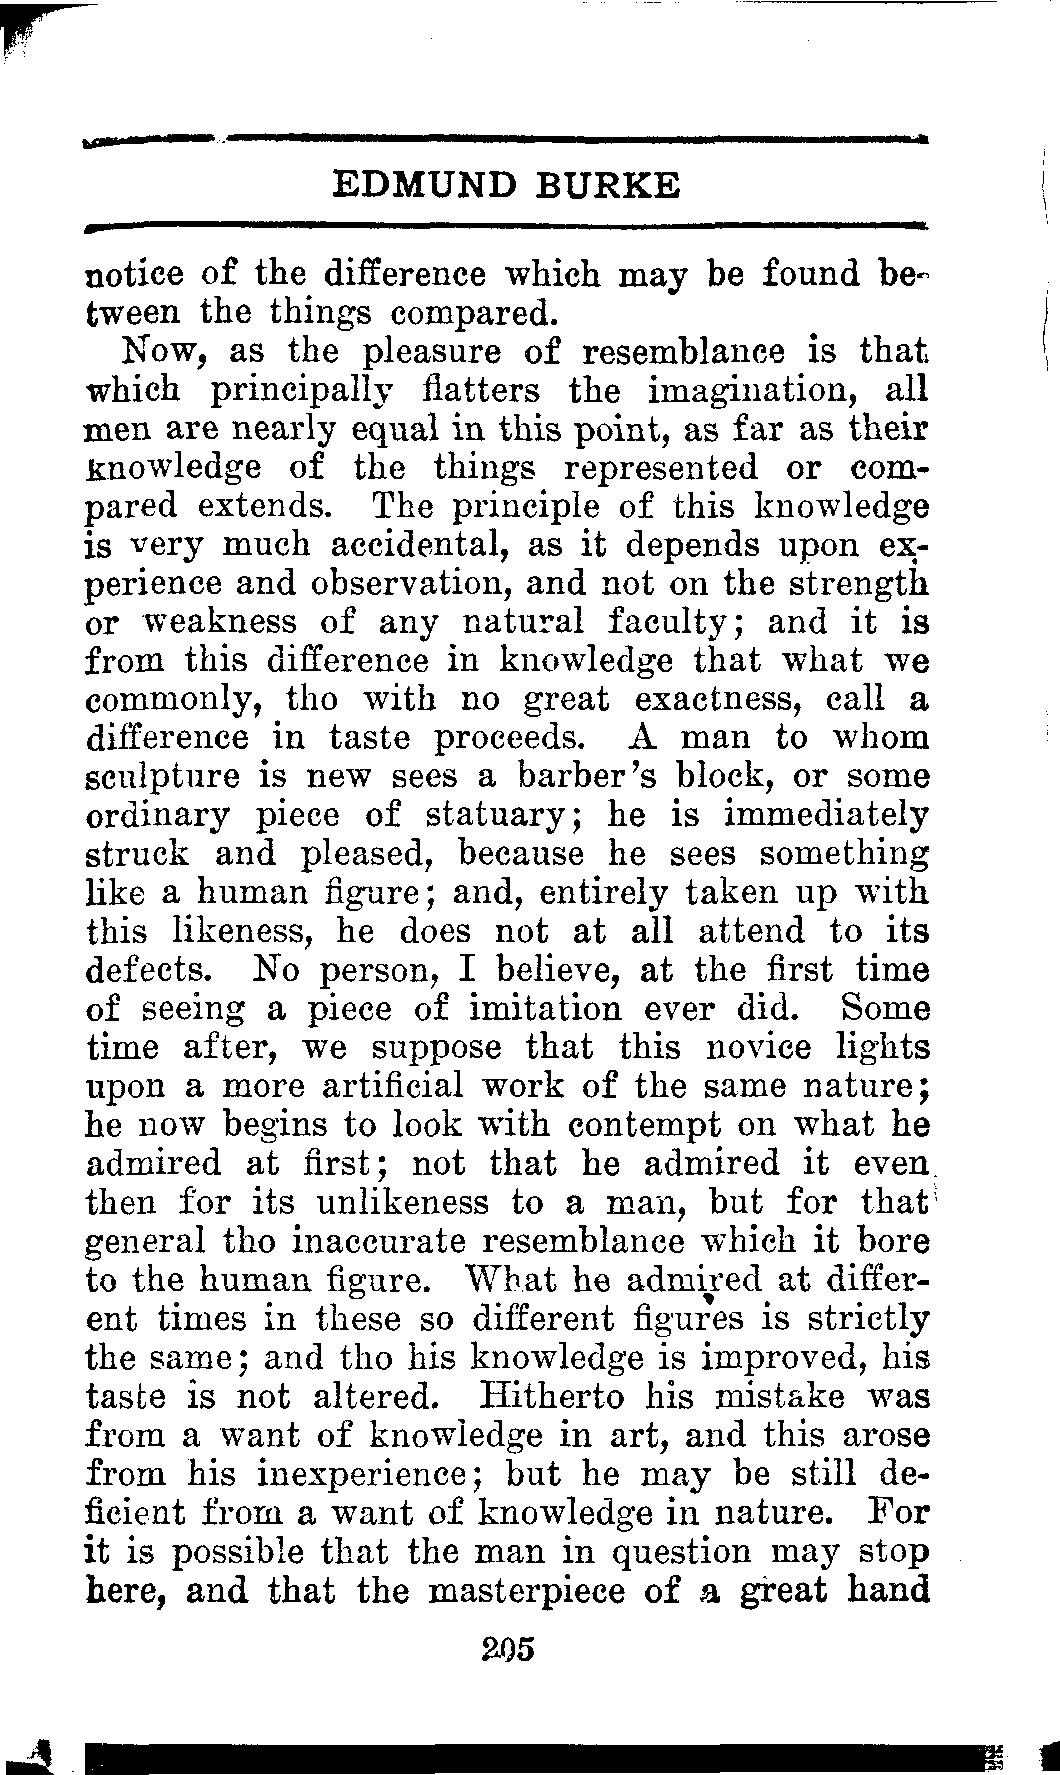 EDMUND BURKE
notice of the difference which may be found be-
tween the things compared.
Now, as the pleasure of resemblance is that
which principally flatters the imagination, all
men are nearly equal in this point, as far as their
knowledge of the things represented or com-
pared extends. The principle of this knowledge
is very much accidental, as it depends upon ex-
perience and observation, and not on the strength
or weakness of any natural faculty; and it is
from this difference in knowledge that what we
commonly, tho with no great exactness, call a
difference in taste proceeds. A man to whom
sculpture is new sees a barber's block, or some
ordinary piece of statuary; he is immediately
struck and pleased, because he sees something
like a human figure; and, entirely taken up with
this likeness, he does not at all attend to its
defects. No person, I believe, at the first time
of seeing a piece of imitation ever did. Some
time after, we suppose that this novice lights
upon a more artificial work of the same nature;
he now begins to look with contempt on what he
admired at first; not that he admired it even
then for its unlikeness to a man, but for that
general tho inaccurate resemblance which it bore
to the human figure. What he admired at differ-
ent times in these so different figures is strictly
the same; and tho his knowledge is improved, his
taste is not altered. Hitherto his mistake was
from a want of knowledge in art, and this arose
from his inexperience; but he may be still de-
ficient from a want of knowledge in nature. For
it is possible that the man in question may stop
here, and that the masterpiece of a great hand
205